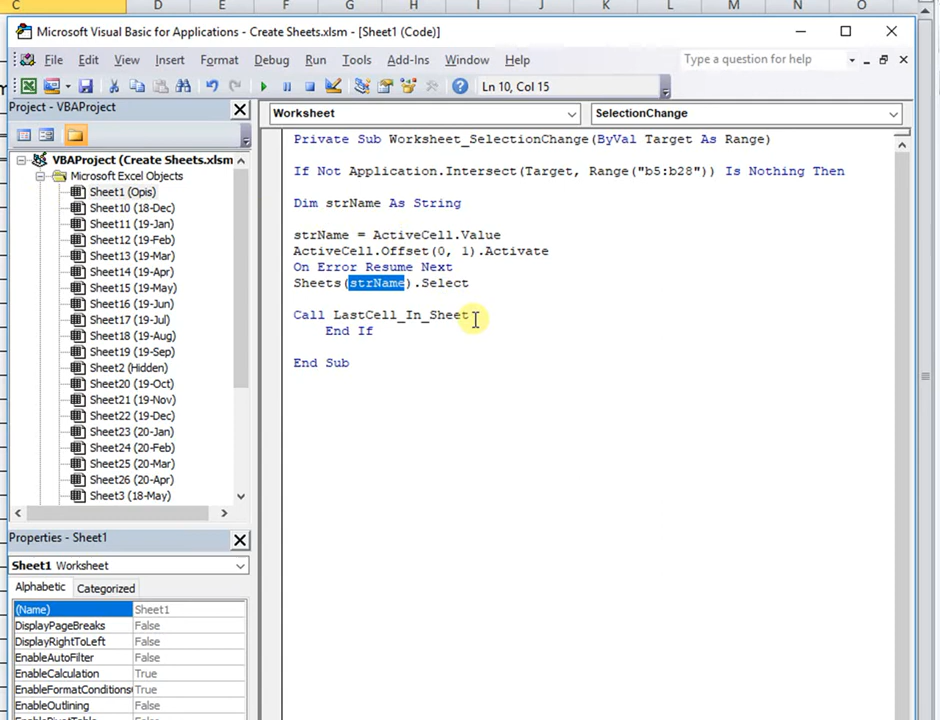 C D E F G H I J K L M N O
Microsoft Visual Basic for Applications - Create Sheets.xlsm - [Sheet1 (Code)]
File Edit View Insert Format Debug Run Tools Add-Ins Window Help Type a question for help
Ln 10, Col 15
Project - VBAProject
Worksheet SelectionChange
VBAProject (Create Sheets.xlsm
Microsoft Excel Objects
Sheet1 (Opis)
Sheet10 (18-Dec)
Sheet11 (19-Jan)
Sheet12 (19-Feb)
Sheet13 (19-Mar)
Sheet14 (19-Apr)
Sheet15 (19-May)
Sheet16 (19-Jun)
Sheet17 (19-Jul)
Sheet18 (19-Aug)
Sheet19 (19-Sep)
Sheet2 (Hidden)
Sheet20 (19-Oct)
Sheet21 (19-Nov)
Sheet22 (19-Dec)
Sheet23 (20-Jan)
Sheet24 (20-Feb)
Sheet25 (20-Mar)
Sheet26 (20-Apr)
Sheet3 (18-May)
Private Sub Worksheet_SelectionChange(ByVal Target As Range)
If Not Application.Intersect(Target, Range("b5:b28")) Is Nothing Then
Dim strName As String
strName = ActiveCell.Value
ActiveCell.Offset(0, 1).Activate
On Error Resume Next
Sheets(strName).Select
Call LastCell_In_Sheet
End If
End Sub
Properties - Sheet1
Sheet1 Worksheet
Alphabetic Categorized
(Name) Sheet1
DisplayPageBreaks False
DisplayRightToLeft False
EnableAutoFilter False
EnableCalculation True
EnableFormatConditions True
EnableOutlining False